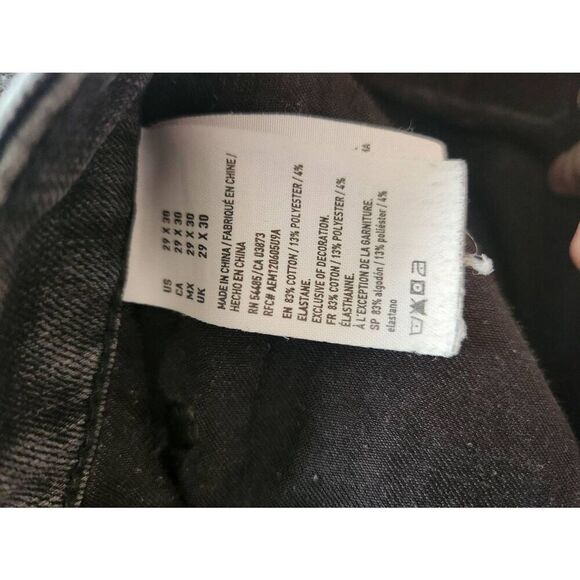 US 29 X 30
CA 29 X 30
MX 29 X 30
UK 29 X 30
MADE IN CHINA / FABRIQUÉ EN CHINE /
HECHO EN CHINA
RN 54485/CA 03873
RFC# AEM120605U9A
EN 83% COTTON / 13% POLYESTER / 4%
ELASTANE.
EXCLUSIVE OF DECORATION.
FR 83% COTON / 13% POLYESTER / 4%
ÉLASTHANNE.
À L'EXCEPTION DE LA GARNITURE.
SP 83% algodón / 13% poliéster / 4%
elastano